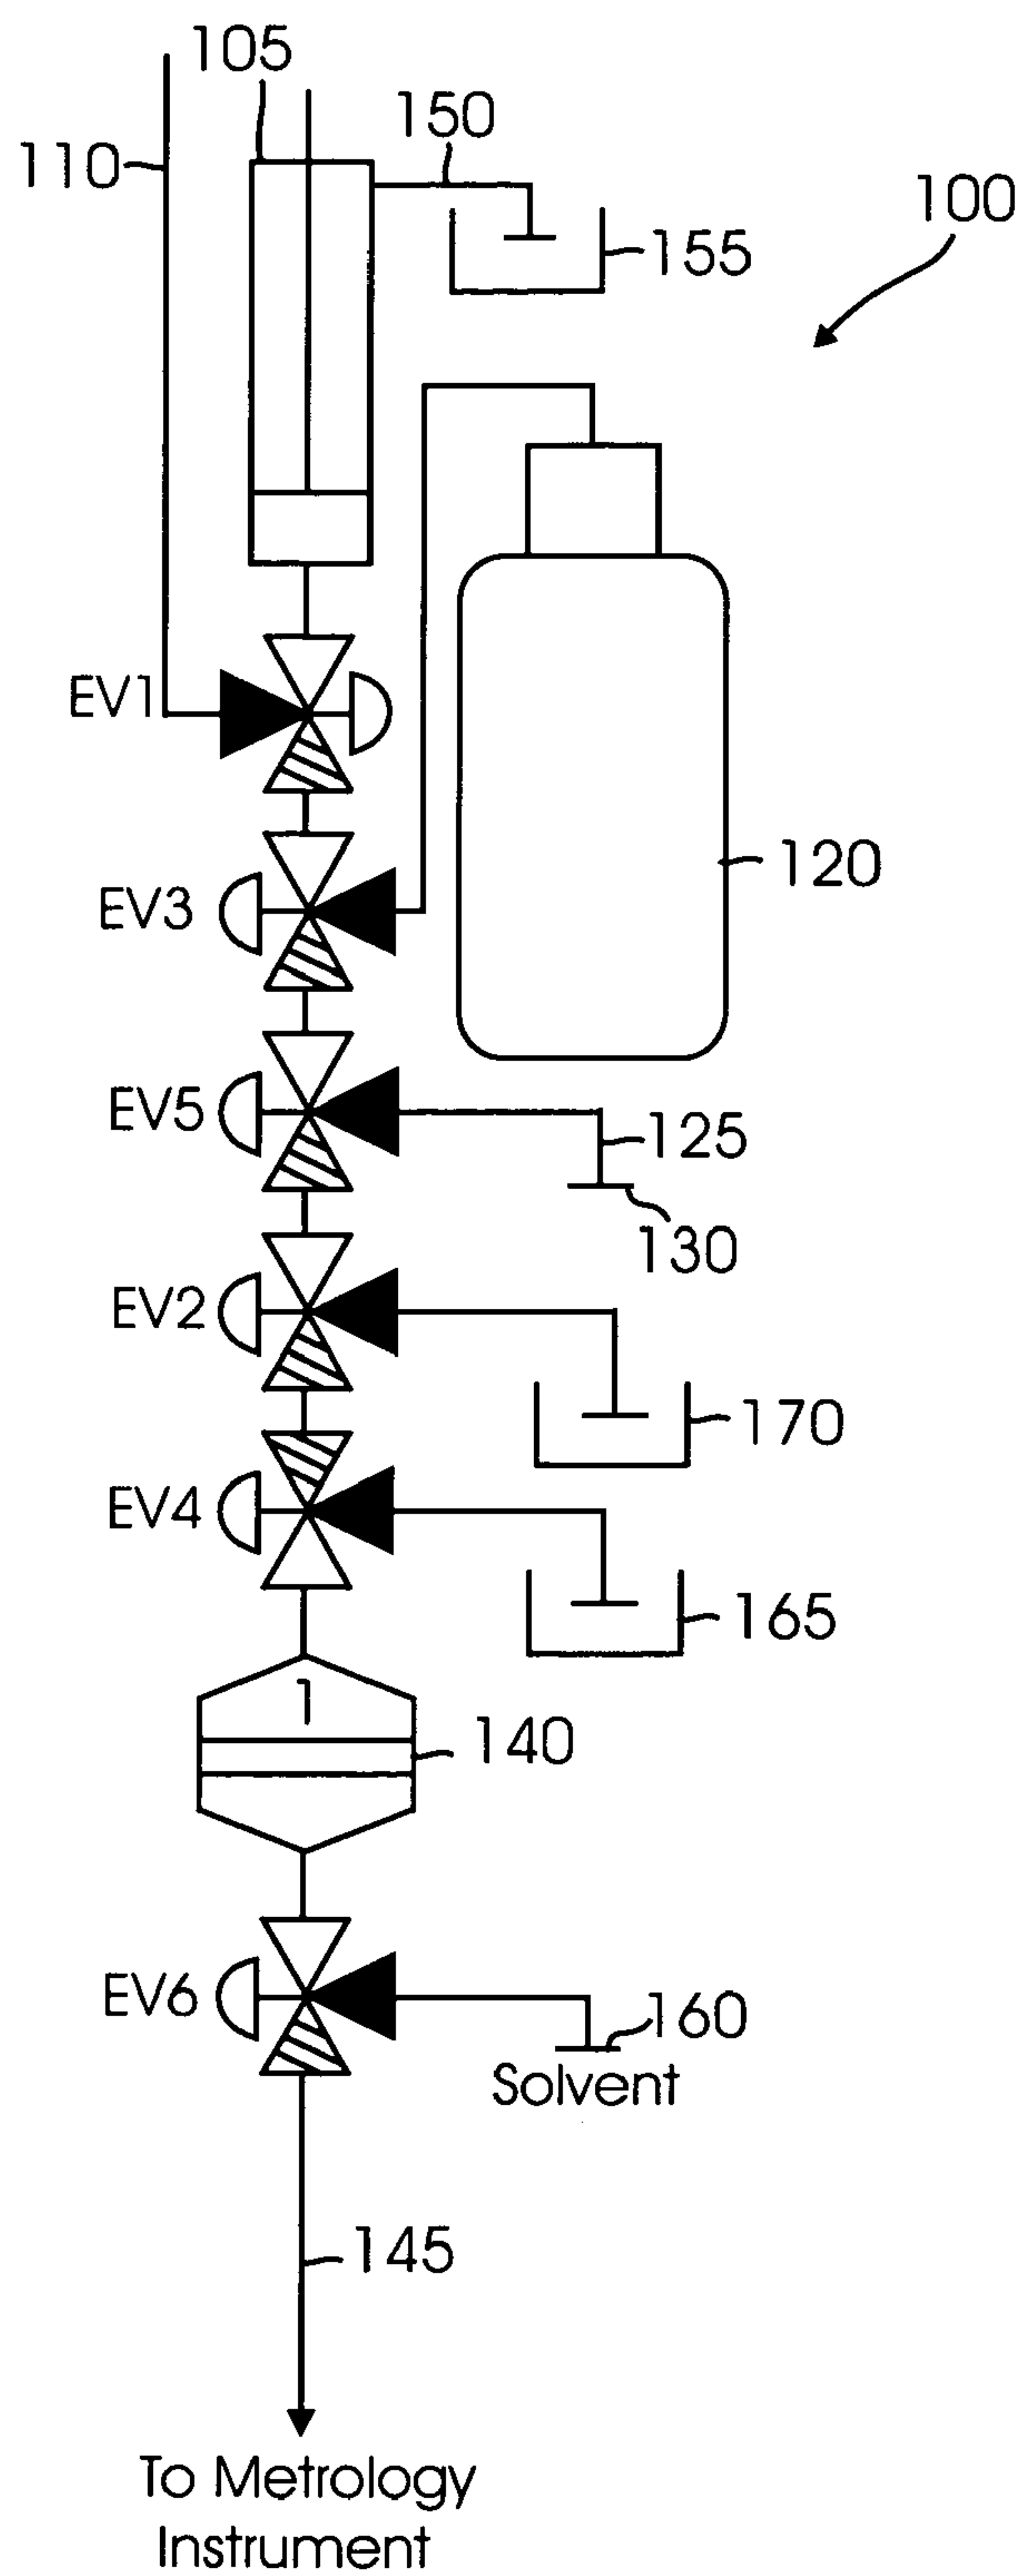 105
150
110
100
155
EV1
120
EV3
EV5
125
130
EV2
170
EV4
165
1
140
EV6
160
Solvent
145
To Metrology
Instrument